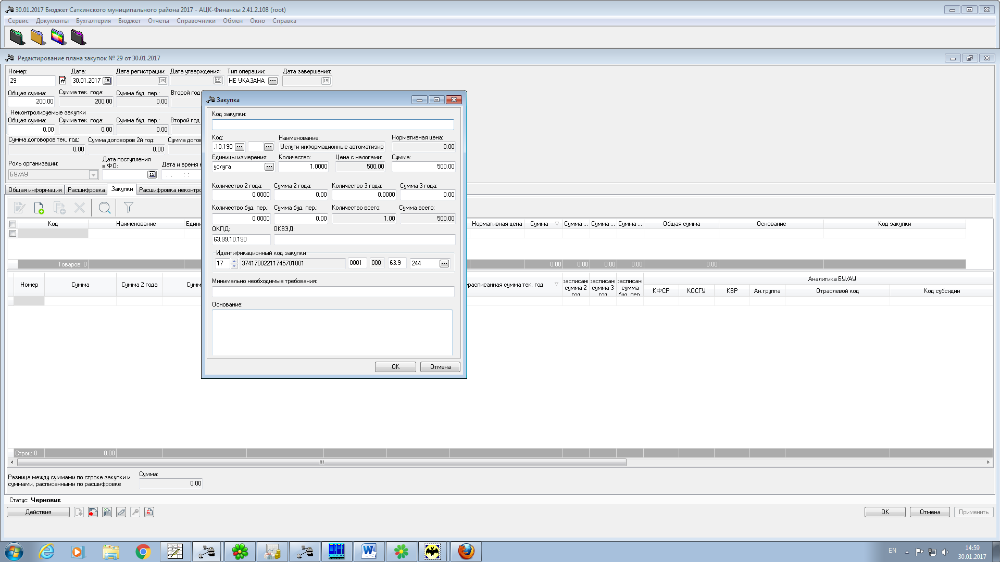 30.01.2017 Бюджет Саткинского муниципального района 2017 - АЦК-Финансы 2.41.2.108 (root)
Сервис Документы Бухгалтерия Бюджет Отчеты Справочники Обмен Окно Справка
Редактирование плана закупок № 29 от 30.01.2017
Номер: Дата: Дата регистрации: Дата утверждения: Тип операции: Дата завершения:
29 30.01.2017 15 15 15 НЕ УКАЗАНА ... 15
Общая сумма: Сумма тек. года: Сумма буд. пер.: Второй год
200.00 200.00 0.00
Неконтролируемые закупки
Общая сумма: Сумма тек. года: Сумма буд. пер.: Второй год
0.00 0.00 0.00
Сумма договоров тек. год: Сумма договоров 2й год: Сумма догов
0.00 0.00
Роль организации: Дата поступления в ФО: Дата и время н
БУ/АУ 15 . . : :
Общая информация Расшифровка Закупки Расшифровка неконтро
Код Наименование Един Нормативная цена Сумма Сумма ... Сумма ... Сумма ... Общая сумма Основание Код закупки
Товаров: 0 0.00 0.00 0.00 0.00 0.00
Номер Сумма Сумма 2 года Сумм расписанная сумма тек. год расписанн сумма 2 год расписанн сумма 3 год расписанн сумма буд. пер. Аналитика БУ/АУ
КФСР КОСГУ КВР Ан.группа Отраслевой код Код субсидии
Строк: 0 0.00
Разница между суммами по строке закупки и Сумма:
суммами, расписанными по расшифровке 0.00
Статус: Черновик
Действия OK Отмена Применить
Закупка
Код закупки:
Код: Наименование: Нормативная цена:
.10.190 ... ... Услуги информационные автоматизир 0.00
Единицы измерения: Количество: Цена с налогами: Сумма:
услуга ... 1.0000 500.00 500.00
Количество 2 года: Сумма 2 года: Количество 3 года: Сумма 3 года:
0.0000 0.00 0.0000 0.00
Количество буд. пер.: Сумма буд. пер.: Количество всего: Сумма всего:
0.0000 0.00 1.00 500.00
ОКПД: ОКВЭД:
63.99.10.190
Идентификационный код закупки
17 37417002211745701001 0001 000 63.9 244 ...
Минимально необходимые требования:
Основание:
OK Отмена
EN 14:59
30.01.2017